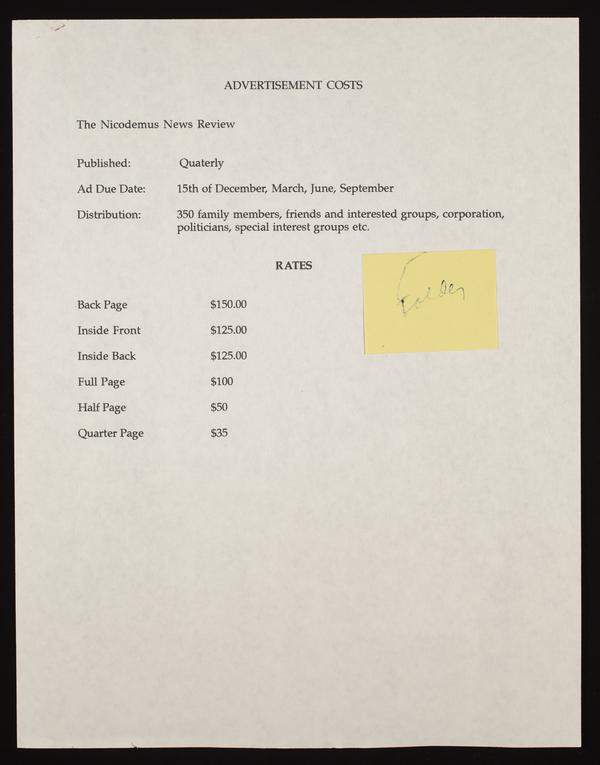 ADVERTISEMENT COSTS
The Nicodemus News Review
Published: Quaterly
Ad Due Date: 15th of December, March, June, September
Distribution: 350 family members, friends and interested groups, corporation,
politicians, special interest groups etc.
RATES
Folder
Back Page $150.00
Inside Front $125.00
Inside Back $125.00
Full Page $100
Half Page $50
Quarter Page $35